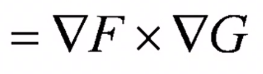 = ∇F × ∇G